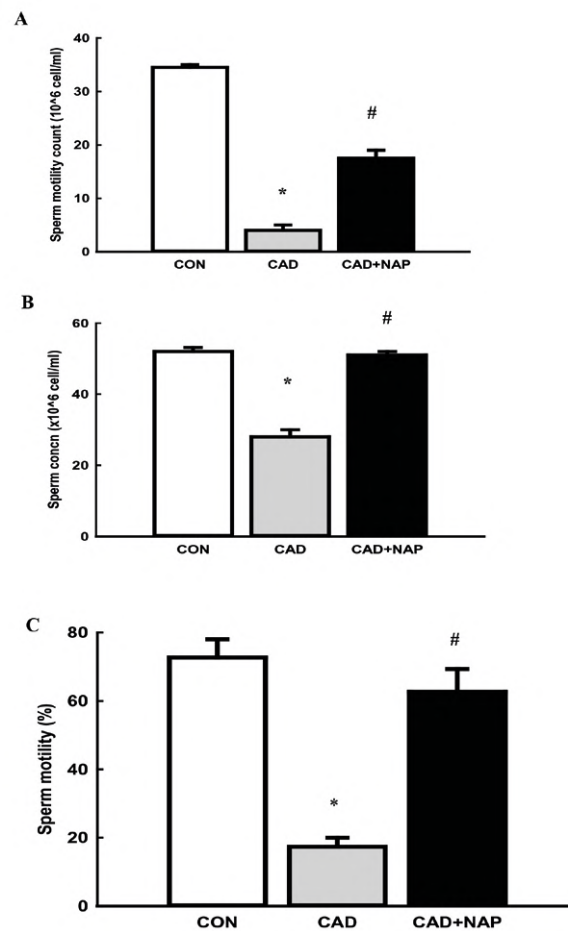 A
Sperm motility count (10^6 cell/ml)
40
30
20
10
0
*
#
CON CAD CAD+NAP
B
Sperm concn (x10^6 cell/ml)
60
40
20
0
*
#
CON CAD CAD+NAP
C
Sperm motility (%)
80
60
40
20
0
*
#
CON CAD CAD+NAP